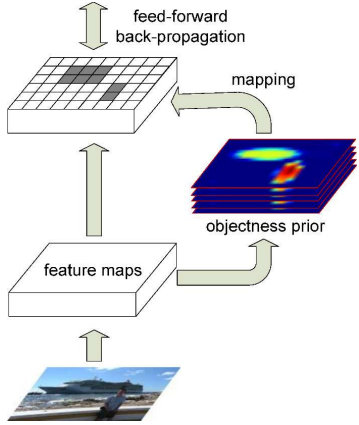 feed-forward
back-propagation
mapping
objectness prior
feature maps